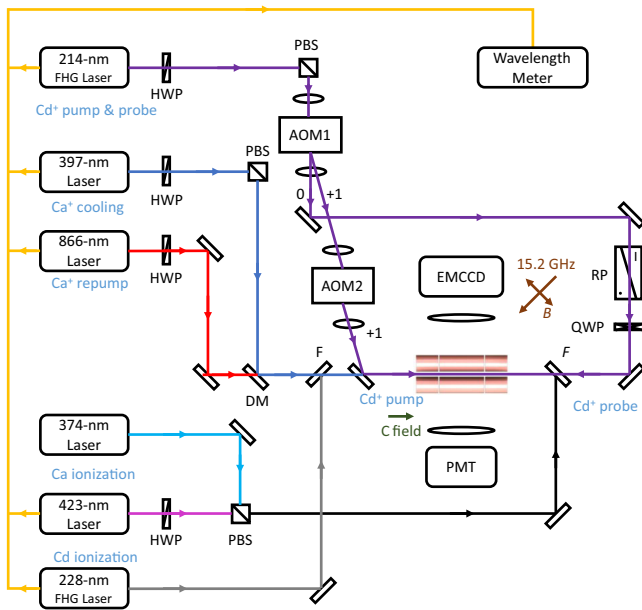 214-nm
FHG Laser
HWP
Cd⁺ pump & probe
PBS
Wavelength
Meter
AOM1
397-nm
Laser
HWP
Ca⁺ cooling
PBS
0
+1
866-nm
Laser
HWP
Ca⁺ repump
AOM2
+1
EMCCD
15.2 GHz
B
RP
I
QWP
DM
F
Cd⁺ pump
F
Cd⁺ probe
C field
PMT
374-nm
Laser
Ca ionization
423-nm
Laser
HWP
PBS
Cd ionization
228-nm
FHG Laser